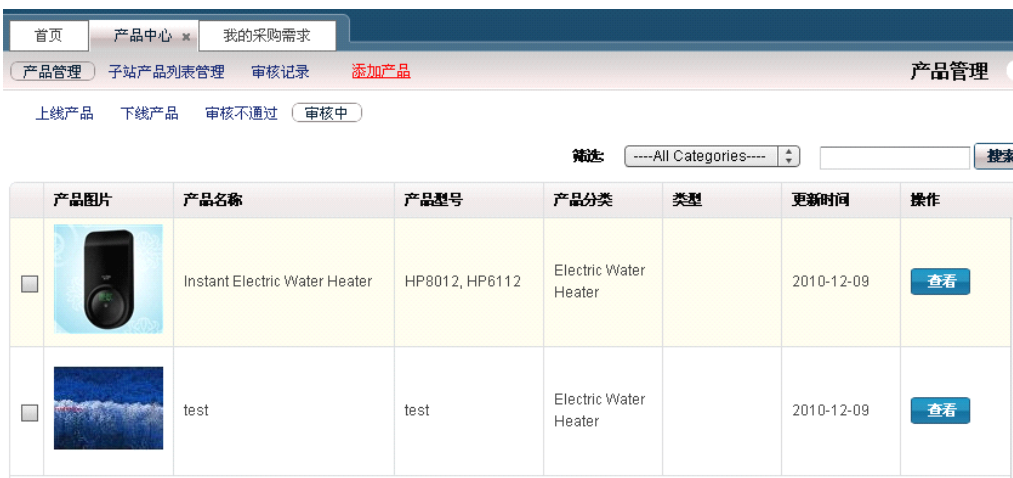 首页 产品中心 × 我的采购需求
产品管理 子站产品列表管理 审核记录 添加产品 产品管理
上线产品 下线产品 审核不通过 审核中
筛选: ----All Categories---- 搜索
产品图片 产品名称 产品型号 产品分类 类型 更新时间 操作
Instant Electric Water Heater HP8012, HP6112 Electric Water
Heater 2010-12-09 查看
test test Electric Water
Heater 2010-12-09 查看